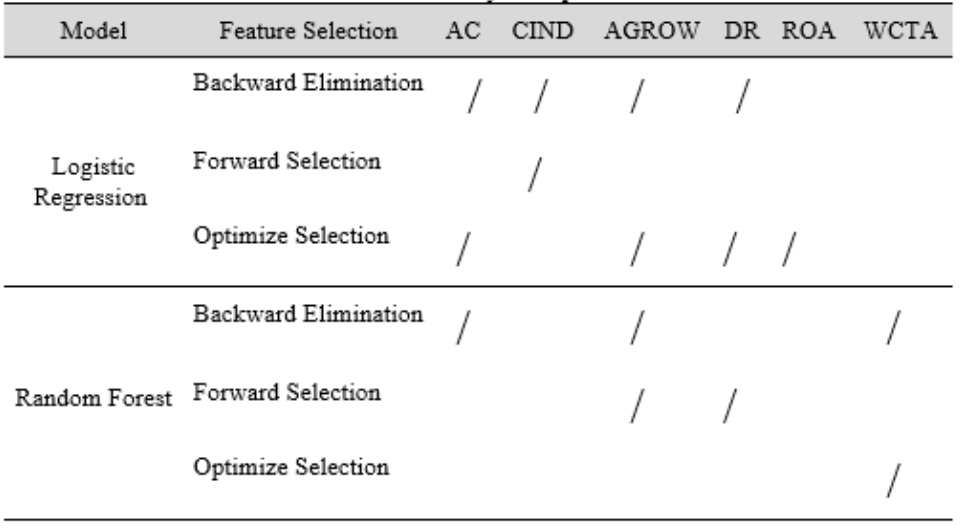 Model Feature Selection AC CIND AGROW DR ROA WCTA
Backward Elimination / / / /
Logistic Regression Forward Selection /
Optimize Selection / / / /
Backward Elimination / / /
Random Forest Forward Selection / /
Optimize Selection /